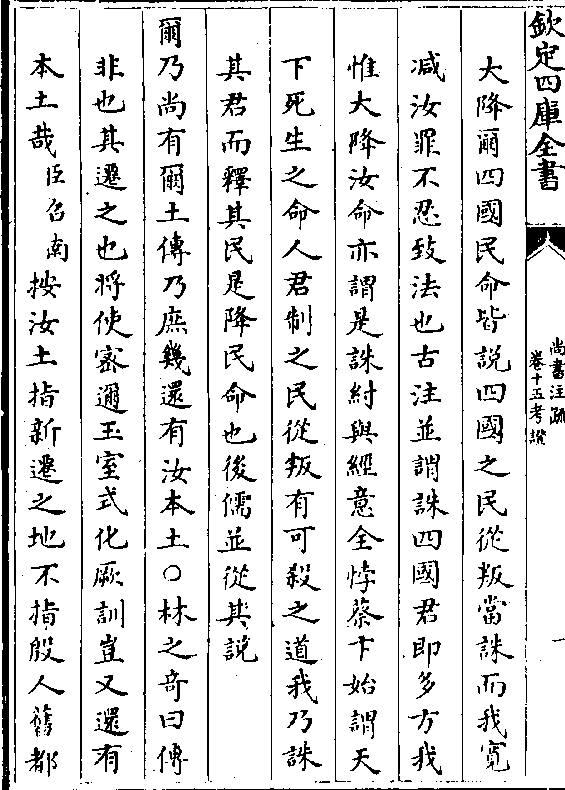 欽定四庫全書
尚書注疏
卷十五考證
一
大降爾四國民命皆說四國之民從叛當誅而我寬
減汝罪不忍致法也古注並謂誅四國君即多方我
惟大降汝命亦謂是誅紂與經意全悖蔡卞始謂天
下死生之命人君制之民從叛有可殺之道我乃誅
其君而釋其民是降民命也後儒並從其說
爾乃尚有爾土傳乃庶幾還有汝本土○林之奇曰傳
非也其遷之也將使密邇王室式化厥訓豈又還有
本土哉臣召南按汝土指新遷之地不指殷人舊都